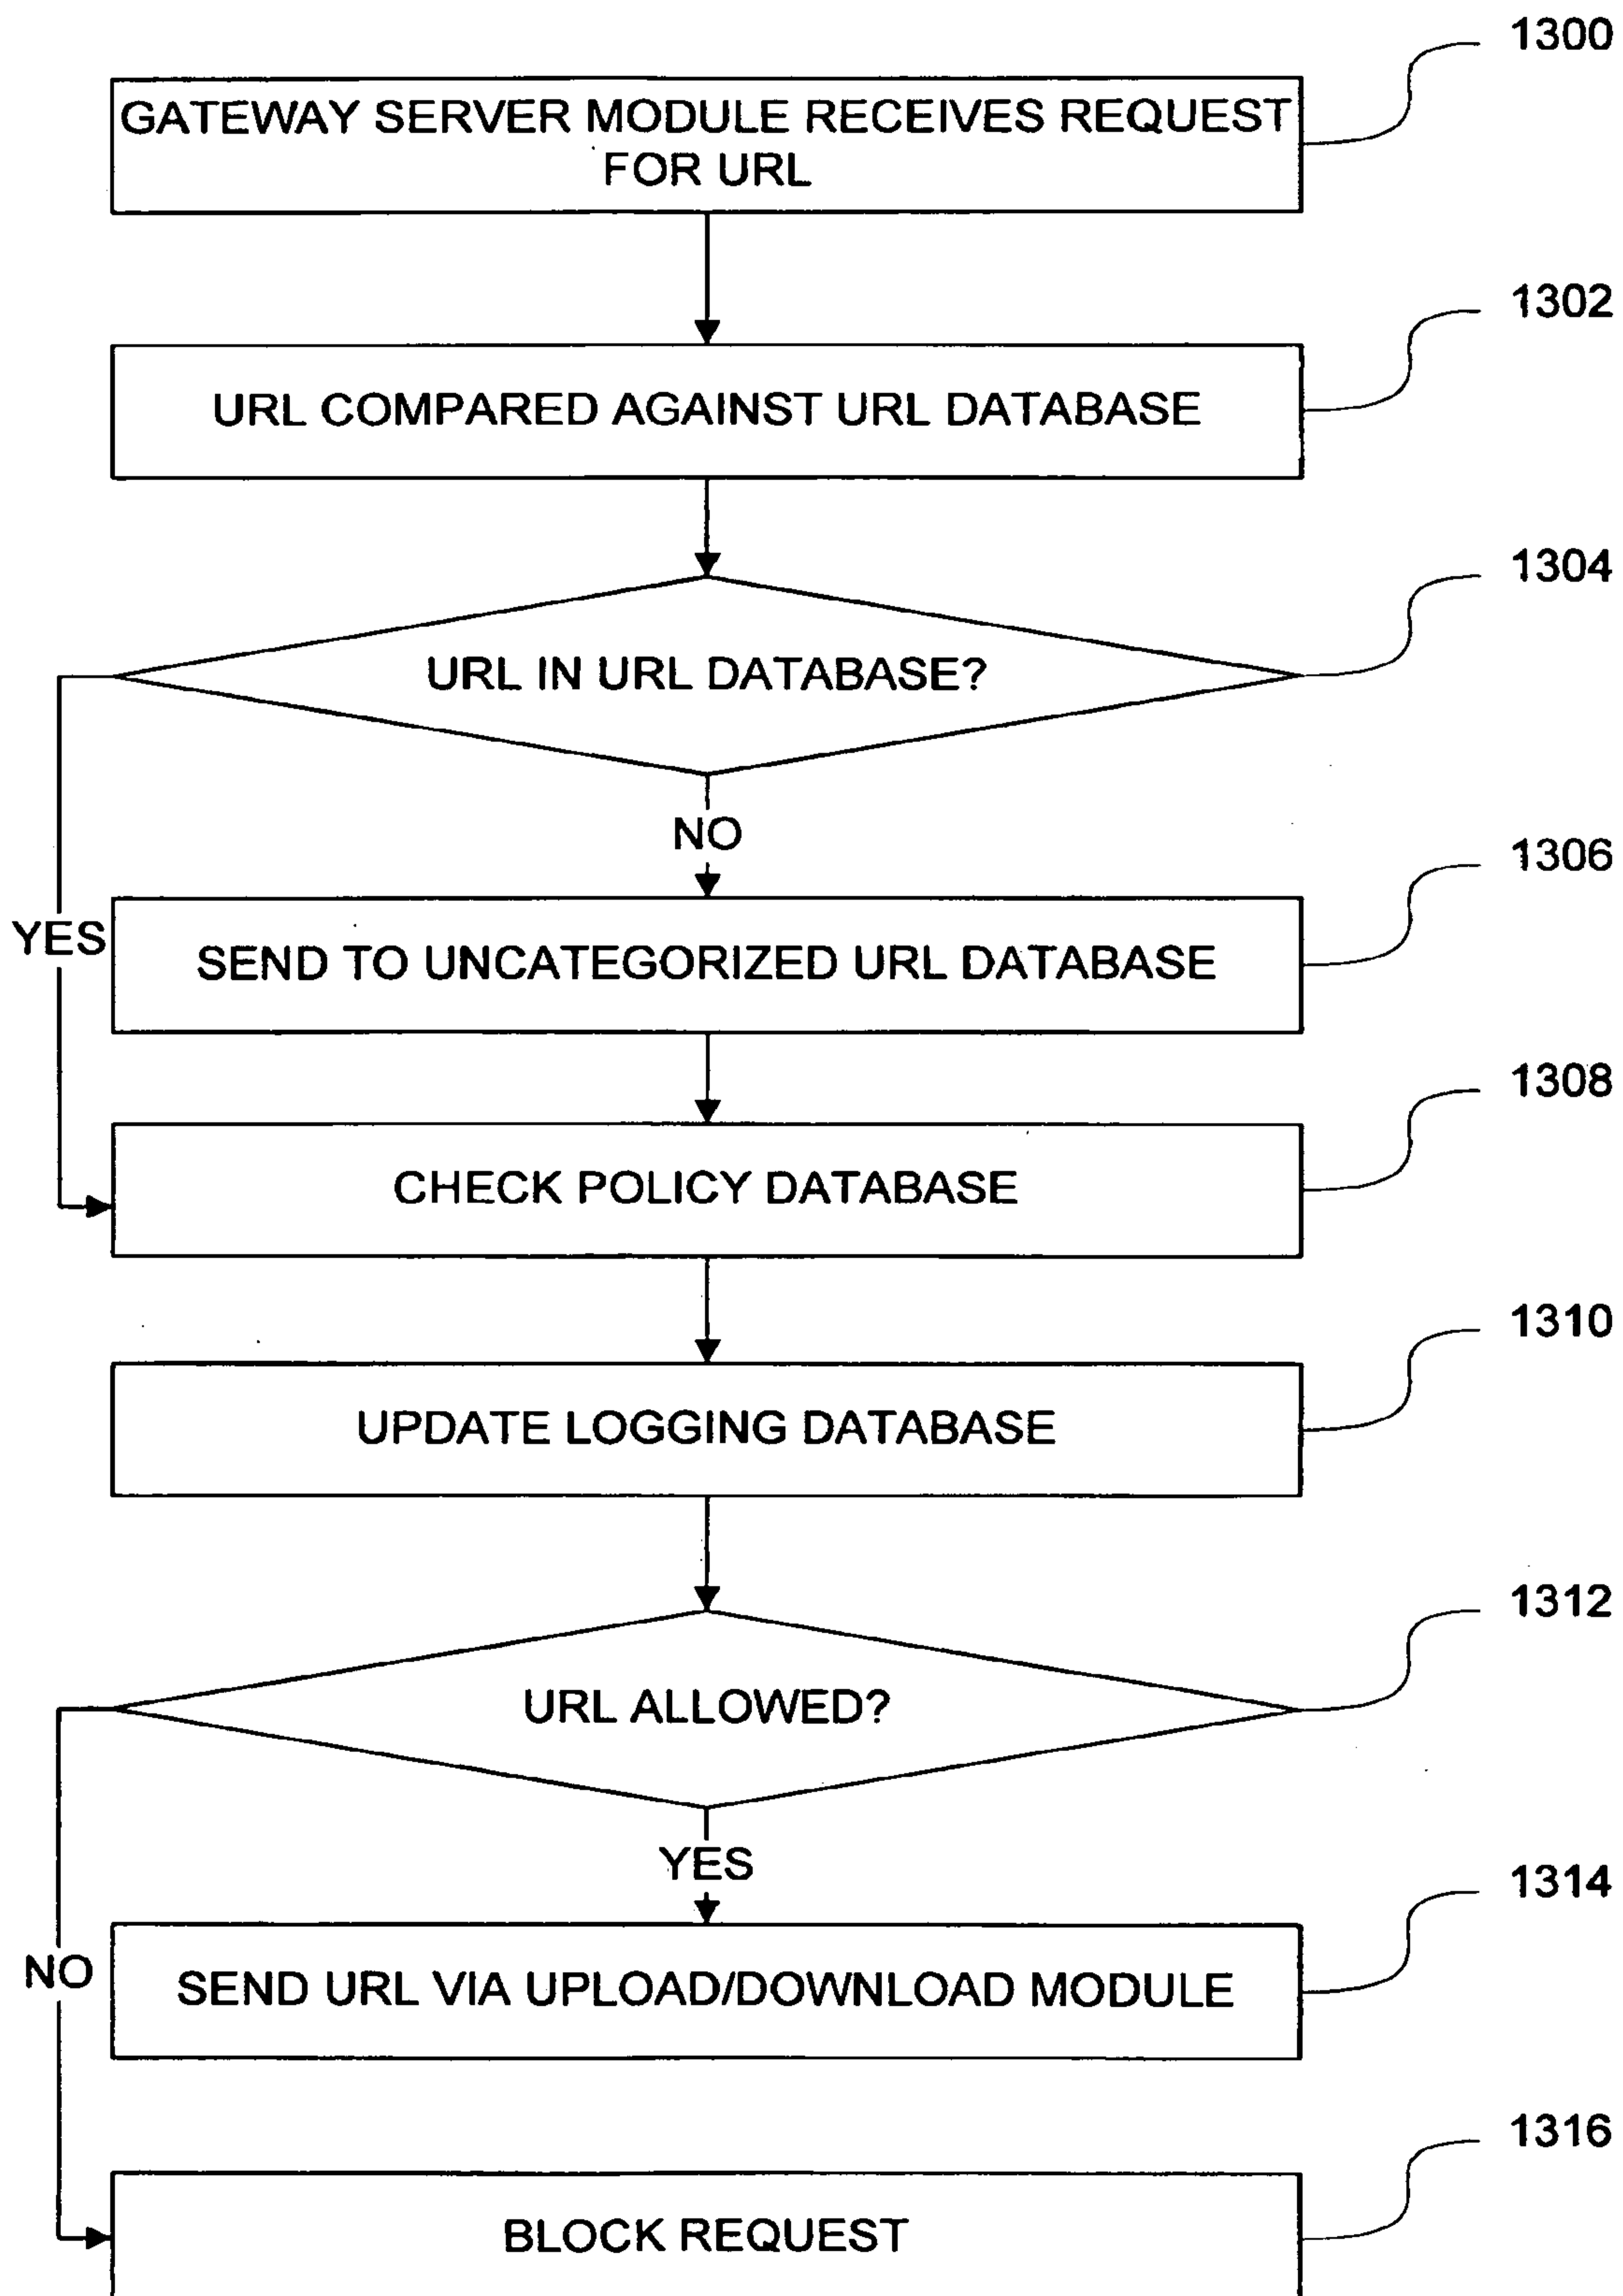 1300
GATEWAY SERVER MODULE RECEIVES REQUEST
FOR URL
1302
URL COMPARED AGAINST URL DATABASE
1304
URL IN URL DATABASE?
NO
1306
YES
SEND TO UNCATEGORIZED URL DATABASE
1308
CHECK POLICY DATABASE
1310
UPDATE LOGGING DATABASE
1312
URL ALLOWED?
YES
1314
NO
SEND URL VIA UPLOAD/DOWNLOAD MODULE
1316
BLOCK REQUEST